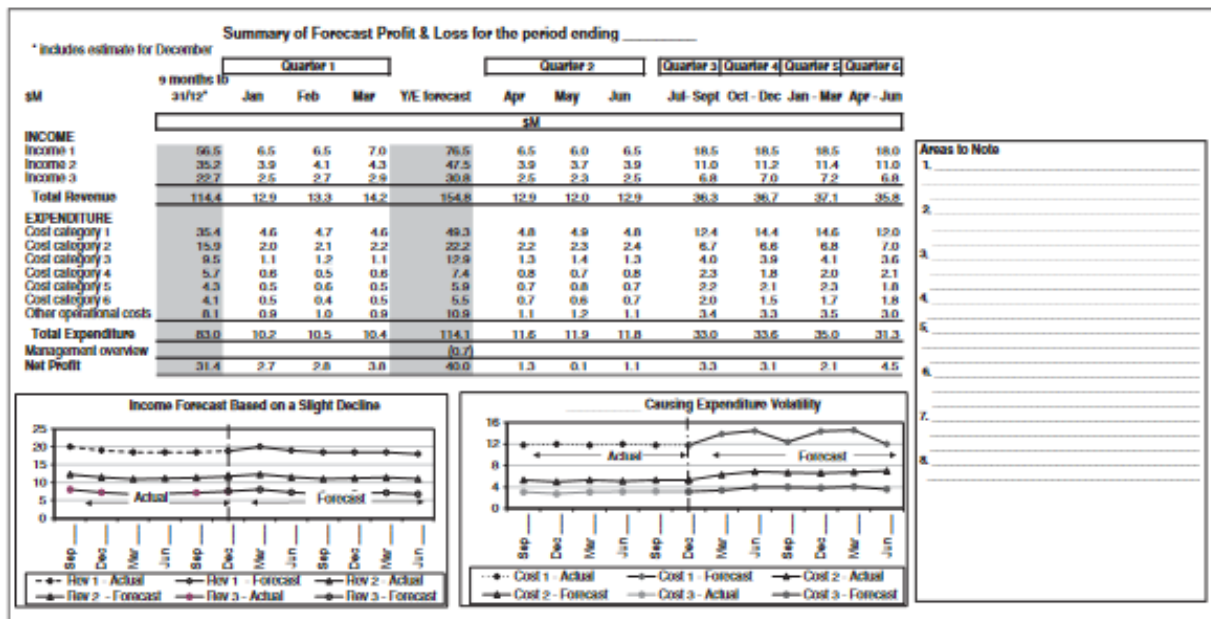 Summary of Forecast Profit & Loss for the period ending
* includes estimate for December
Quarter 1 Quarter 2 Quarter 3 Quarter 4 Quarter 5 Quarter 6
9 months to
$M 31/12* Jan Feb Mar Y/E forecast Apr May Jun Jul- Sept Oct - Dec Jan - Mar Apr - Jun
$M
INCOME
Income 1 56.5 6.5 6.5 7.0 76.5 6.5 6.0 6.5 18.5 18.5 18.5 18.0
Income 2 35.2 3.9 4.1 4.3 47.5 3.9 3.7 3.9 11.0 11.2 11.4 11.0
Income 3 22.7 2.5 2.7 2.9 30.8 2.5 2.3 2.5 6.8 7.0 7.2 6.8
Total Revenue 114.4 12.9 13.3 14.2 154.8 12.9 12.0 12.9 36.3 36.7 37.1 35.8
EXPENDITURE
Cost category 1 35.4 4.6 4.7 4.6 49.3 4.8 4.9 4.8 12.4 14.4 14.6 12.0
Cost category 2 15.9 2.0 2.1 2.2 22.2 2.2 2.3 2.4 6.7 6.6 6.8 7.0
Cost category 3 9.5 1.1 1.2 1.1 12.9 1.3 1.4 1.3 4.0 3.9 4.1 3.6
Cost category 4 5.7 0.6 0.5 0.6 7.4 0.8 0.7 0.8 2.3 1.8 2.0 2.1
Cost category 5 4.3 0.5 0.6 0.5 5.9 0.7 0.8 0.7 2.2 2.1 2.3 1.8
Cost category 6 4.1 0.5 0.4 0.5 5.5 0.7 0.6 0.7 2.0 1.5 1.7 1.8
Other operational costs 8.1 0.9 1.0 0.9 10.9 1.1 1.2 1.1 3.4 3.3 3.5 3.0
Total Expenditure 83.0 10.2 10.5 10.4 114.1 11.6 11.9 11.8 33.0 33.6 35.0 31.3
Management overview (0.7)
Net Profit 31.4 2.7 2.8 3.8 40.0 1.3 0.1 1.1 3.3 3.1 2.1 4.5
Areas to Note
1.
2.
3.
4.
5.
6.
7.
8.
Income Forecast Based on a Slight Decline
25
20
15
10
5
0
Actual Forecast
Sep Dec Mar Jun Sep Dec Mar Jun Sep Dec Mar Jun
Rev 1 - Actual Rev 1 - Forecast Rev 2 - Actual
Rev 2 - Forecast Rev 3 - Actual Rev 3 - Forecast
Causing Expenditure Volatility
16
12
8
4
0
Actual Forecast
Sep Dec Mar Jun Sep Dec Mar Jun Sep Dec Mar Jun
Cost 1 - Actual Cost 1 - Forecast Cost 2 - Actual
Cost 2 - Forecast Cost 3 - Actual Cost 3 - Forecast